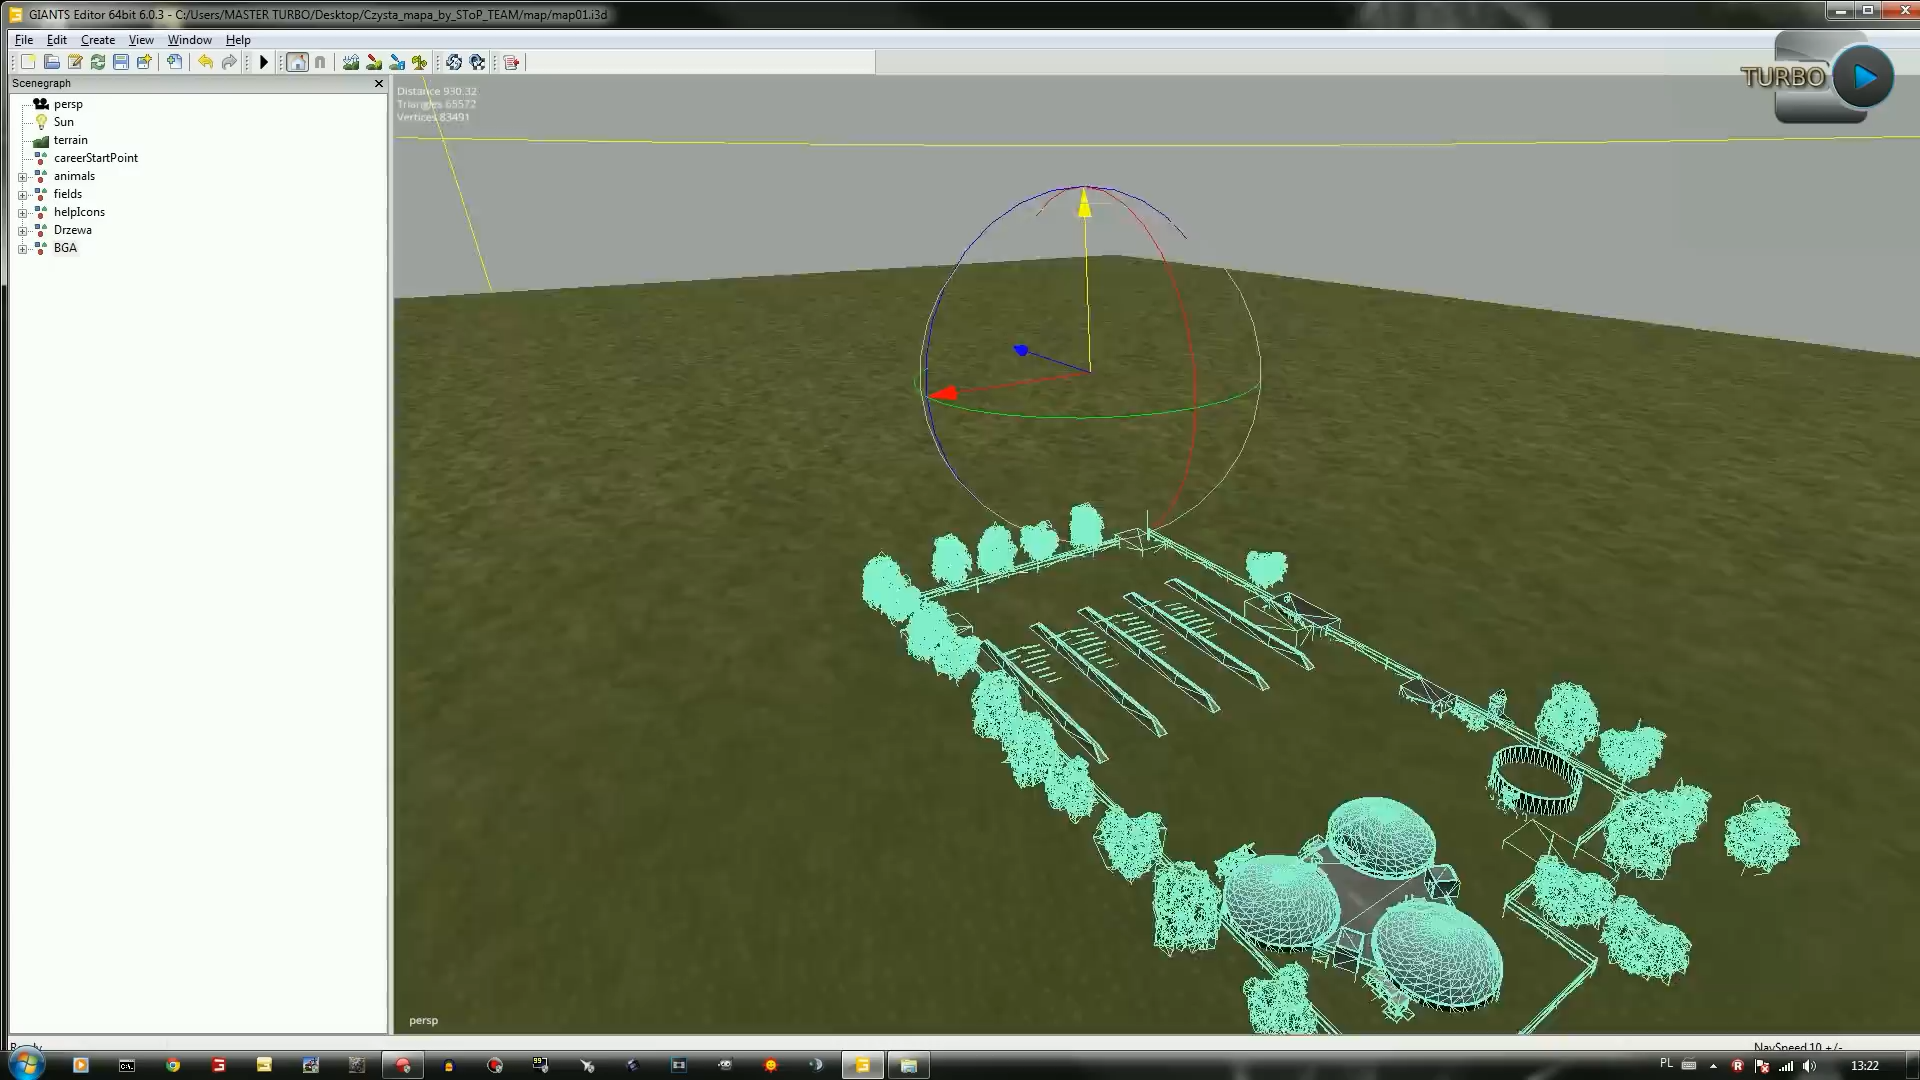 GIANTS Editor 64bit 6.0.3 - C:/Users/MASTER TURBO/Desktop/Czysta_mapa_by_SToP_TEAM/map/map01.i3d
File Edit Create View Window Help
TURBO
Scenegraph
persp
Sun
terrain
careerStartPoint
animals
fields
helpIcons
Drzewa
BGA
Distance 930.32
Triangles 65572
Vertices 83491
persp
Ready
NavSpeed 10 +/-
PL
13:22